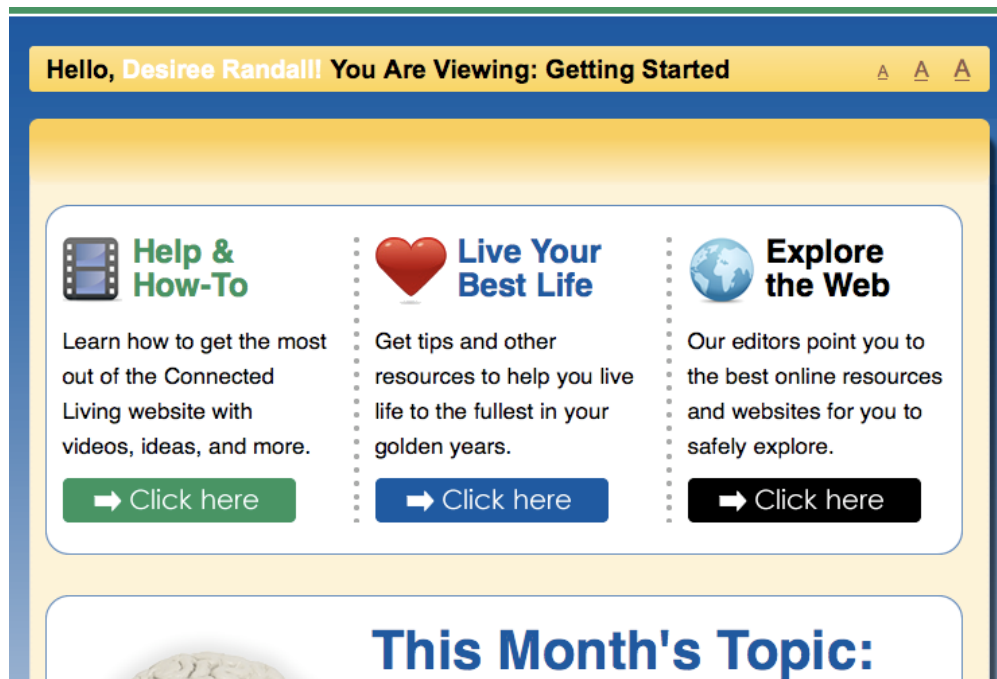 Hello, Desiree Randall! You Are Viewing: Getting Started
A A A
Help &
How-To
Learn how to get the most
out of the Connected
Living website with
videos, ideas, and more.
Click here
Live Your
Best Life
Get tips and other
resources to help you live
life to the fullest in your
golden years.
Click here
Explore
the Web
Our editors point you to
the best online resources
and websites for you to
safely explore.
Click here
This Month's Topic: